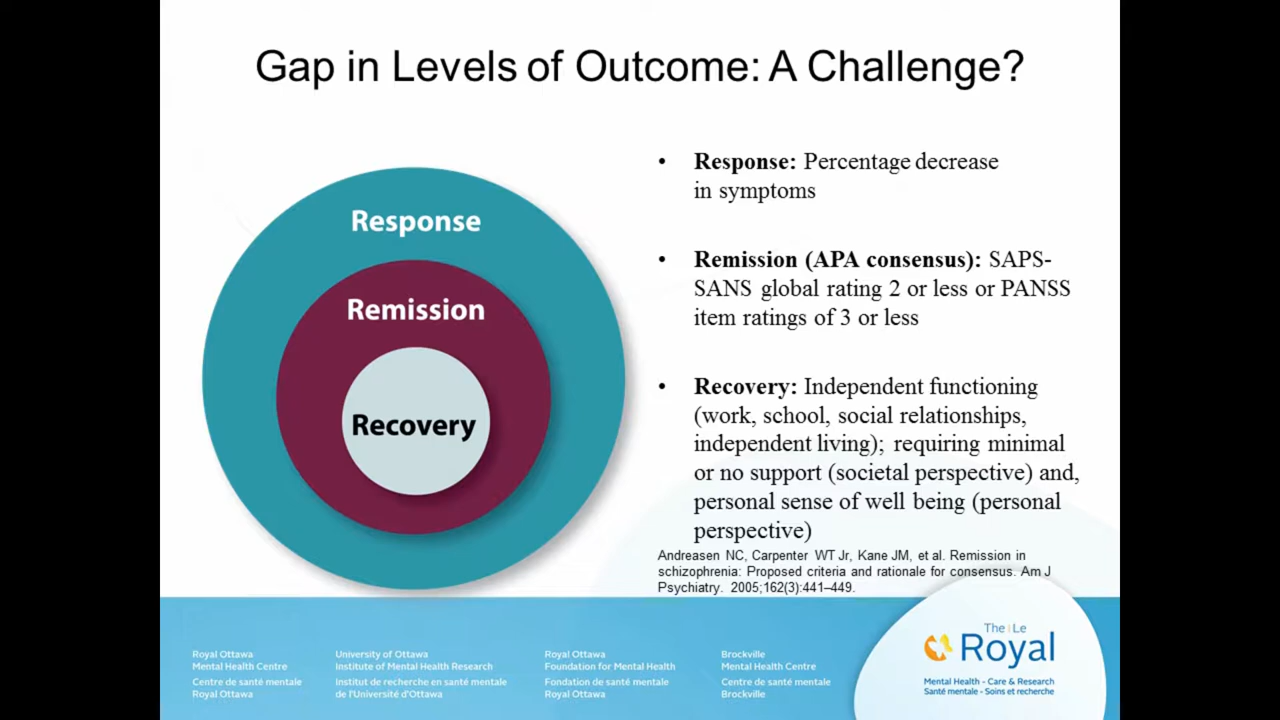 Gap in Levels of Outcome: A Challenge?
Response
Remission
Recovery
• Response: Percentage decrease
in symptoms
• Remission (APA consensus): SAPS-
SANS global rating 2 or less or PANSS
item ratings of 3 or less
• Recovery: Independent functioning
(work, school, social relationships,
independent living); requiring minimal
or no support (societal perspective) and,
personal sense of well being (personal
perspective)
Andreasen NC, Carpenter WT Jr, Kane JM, et al. Remission in
schizophrenia: Proposed criteria and rationale for consensus. Am J
Psychiatry. 2005;162(3):441–449.
Royal Ottawa
Mental Health Centre
Centre de santé mentale
Royal Ottawa
University of Ottawa
Institute of Mental Health Research
Institut de recherche en santé mentale
de l'Université d'Ottawa
Royal Ottawa
Foundation for Mental Health
Fondation de santé mentale
Royal Ottawa
Brockville
Mental Health Centre
Centre de santé mentale
Brockville
The | Le
Royal
Mental Health - Care & Research
Santé mentale - Soins et recherche